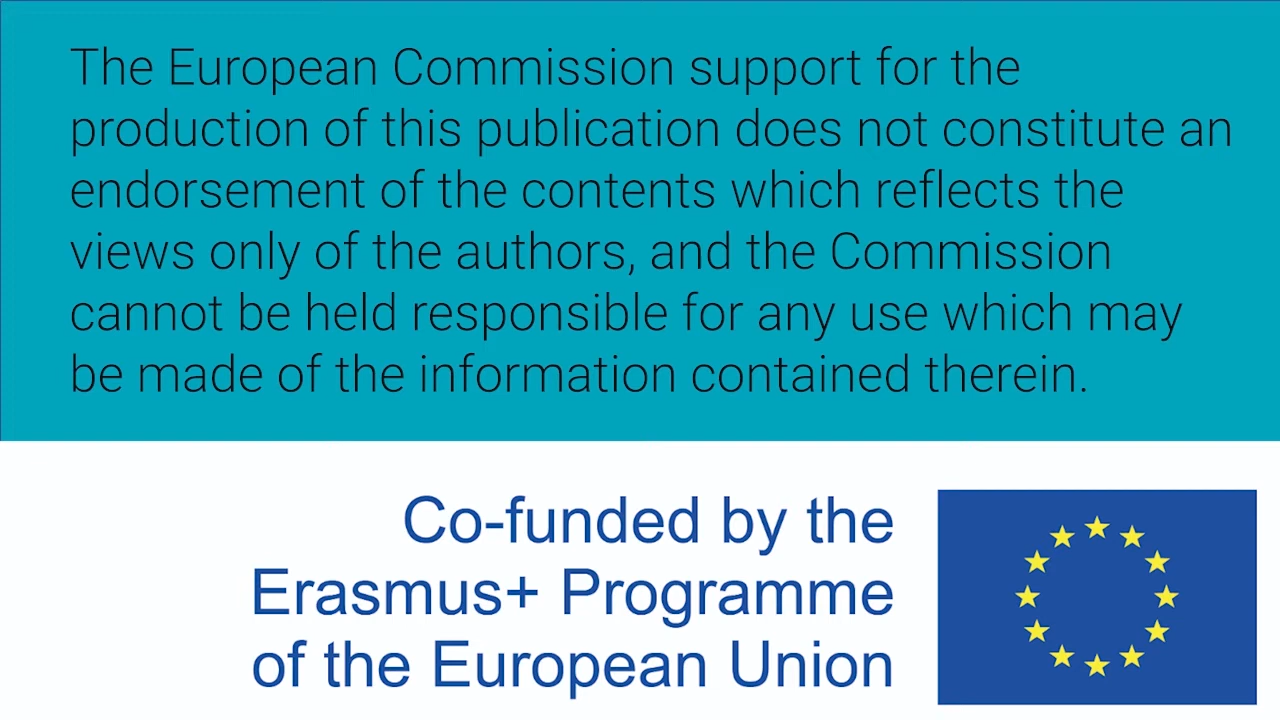 The European Commission support for the
production of this publication does not constitute an
endorsement of the contents which reflects the
views only of the authors, and the Commission
cannot be held responsible for any use which may
be made of the information contained therein.
Co-funded by the
Erasmus+ Programme
of the European Union